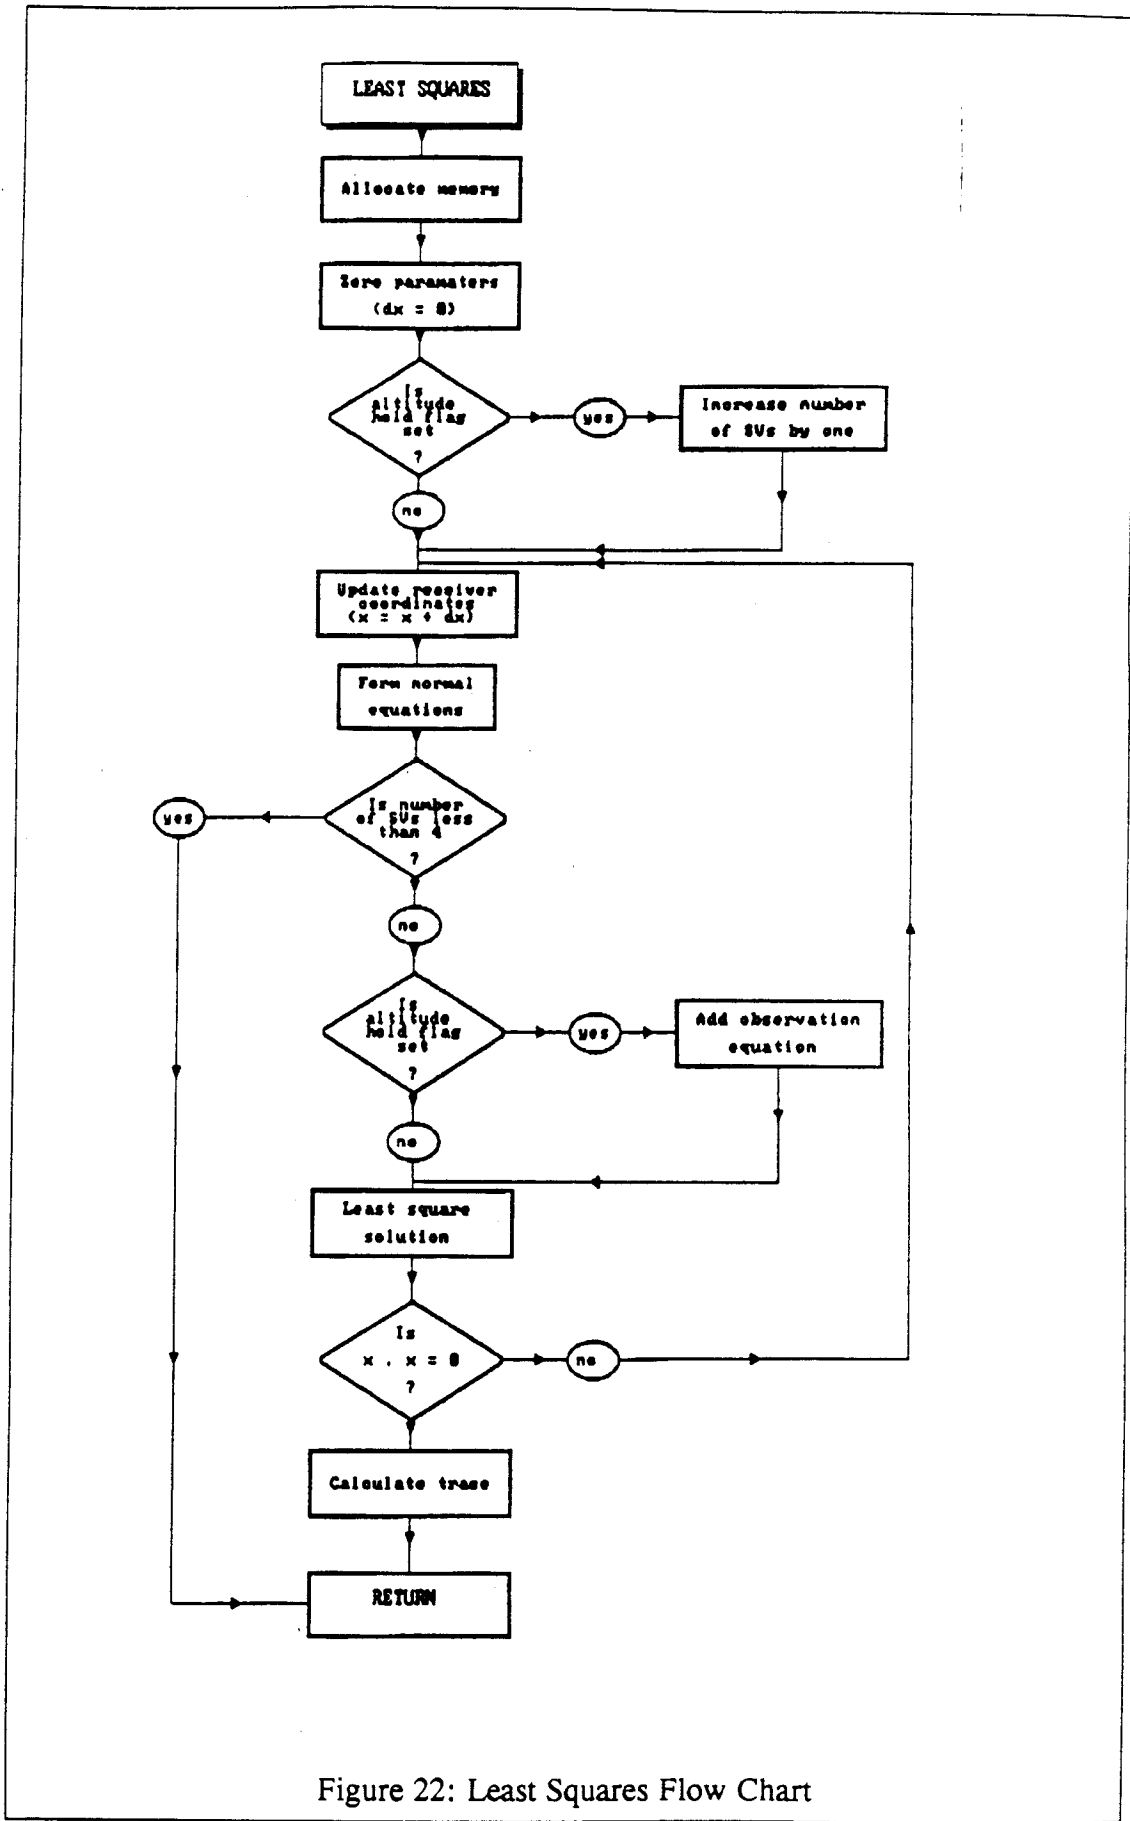 LEAST SQUARES
Allocate memory
Zero paramaters
(dx = 0)
Is
altitude
hold flag
set
?
yes
Increase number
of SVs by one
no
Update receiver
coordinates
(x = x + dx)
Form normal
equations
Is number
of SVs less
than 4
?
yes
no
Is
altitude
hold flag
set
?
yes
Add observation
equation
no
Least square
solution
Is
x . x = 0
?
no
Calculate trace
RETURN
Figure 22: Least Squares Flow Chart